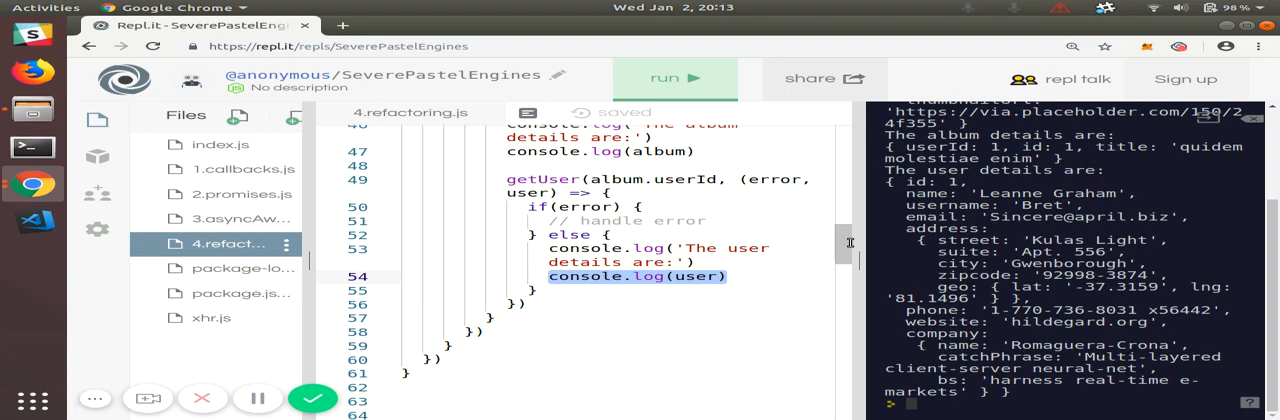 Activities
Google Chrome
Wed Jan 2, 20:13
98 %
Repl.it - SeverePastelEngi
https://repl.it/repls/SeverePastelEngines
@anonymous/SeverePastelEngines
No description
run
share
repl talk
Sign up
Files
index.js
1.callbacks.js
2.promises.js
3.asyncAw...
4.refact...
package-lo...
package.js...
xhr.js
4.refactoring.js
saved
46 console.log('The album
details are:')
47 console.log(album)
48
49 getUser(album.userId, (error,
user) => {
50 if(error) {
51 // handle error
52 } else {
53 console.log('The user
details are:')
54 console.log(user)
55 }
56 })
57 }
58 })
59 }
60 })
61 }
62
63
64
thumbnailUrl:
'https://via.placeholder.com/150/2
4f355' }
The album details are:
{ userId: 1, id: 1, title: 'quidem
molestiae enim' }
The user details are:
{ id: 1,
name: 'Leanne Graham',
username: 'Bret',
email: 'Sincere@april.biz',
address:
{ street: 'Kulas Light',
suite: 'Apt. 556',
city: 'Gwenborough',
zipcode: '92998-3874',
geo: { lat: '-37.3159', lng:
'81.1496' } },
phone: '1-770-736-8031 x56442',
website: 'hildegard.org',
company:
{ name: 'Romaguera-Crona',
catchPhrase: 'Multi-layered
client-server neural-net',
bs: 'harness real-time e-
markets' } }